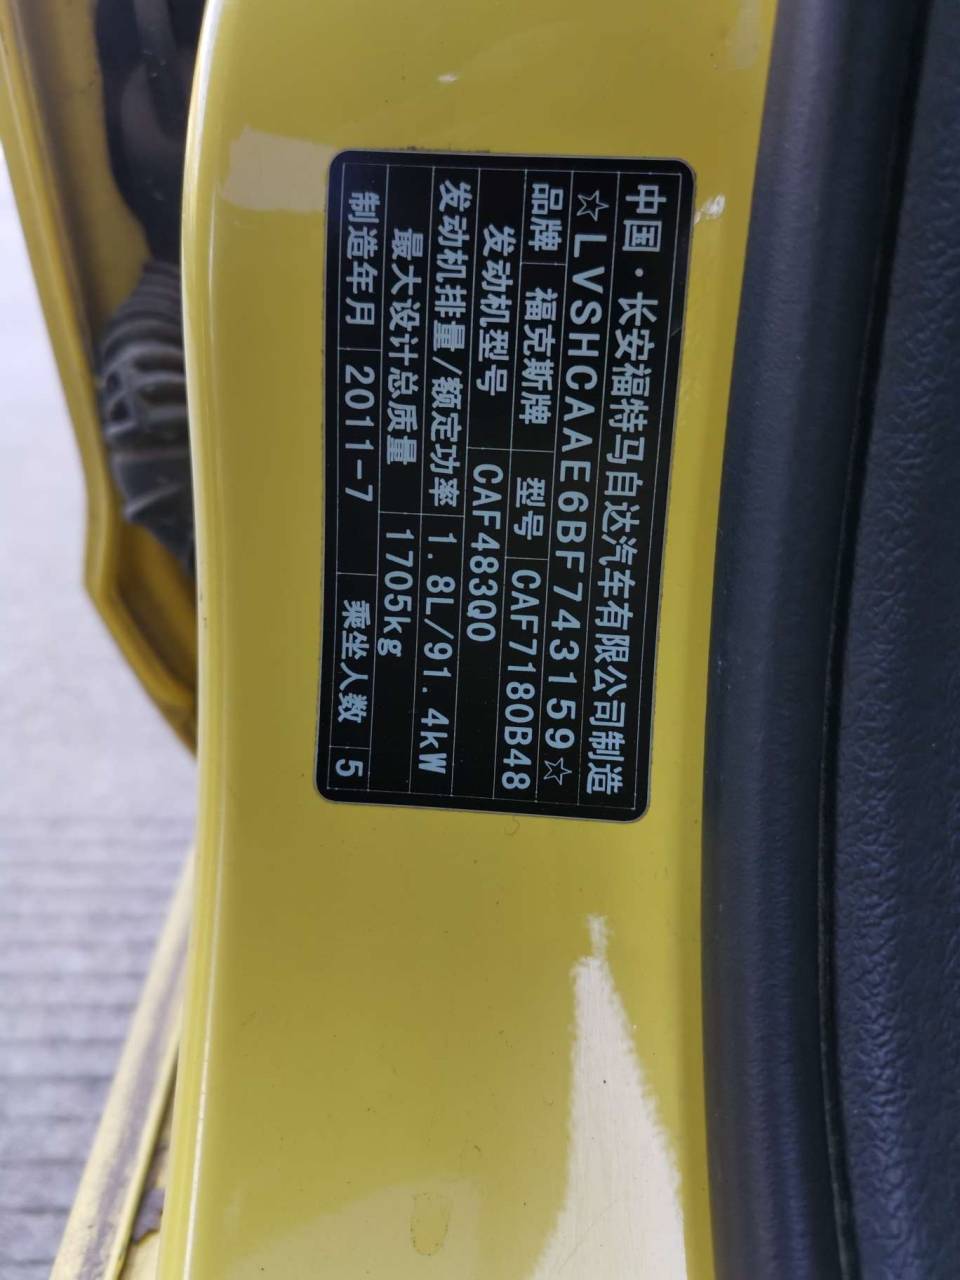 中国·长安福特马自达汽车有限公司制造
☆LVSHCAAE6BF743159☆
品牌 福克斯牌 型号 CAF7180B48
发动机型号 CAF483Q0
发动机排量/额定功率 1.8L/91.4kW
最大设计总质量 1705kg
制造年月 2011-7 乘坐人数 5